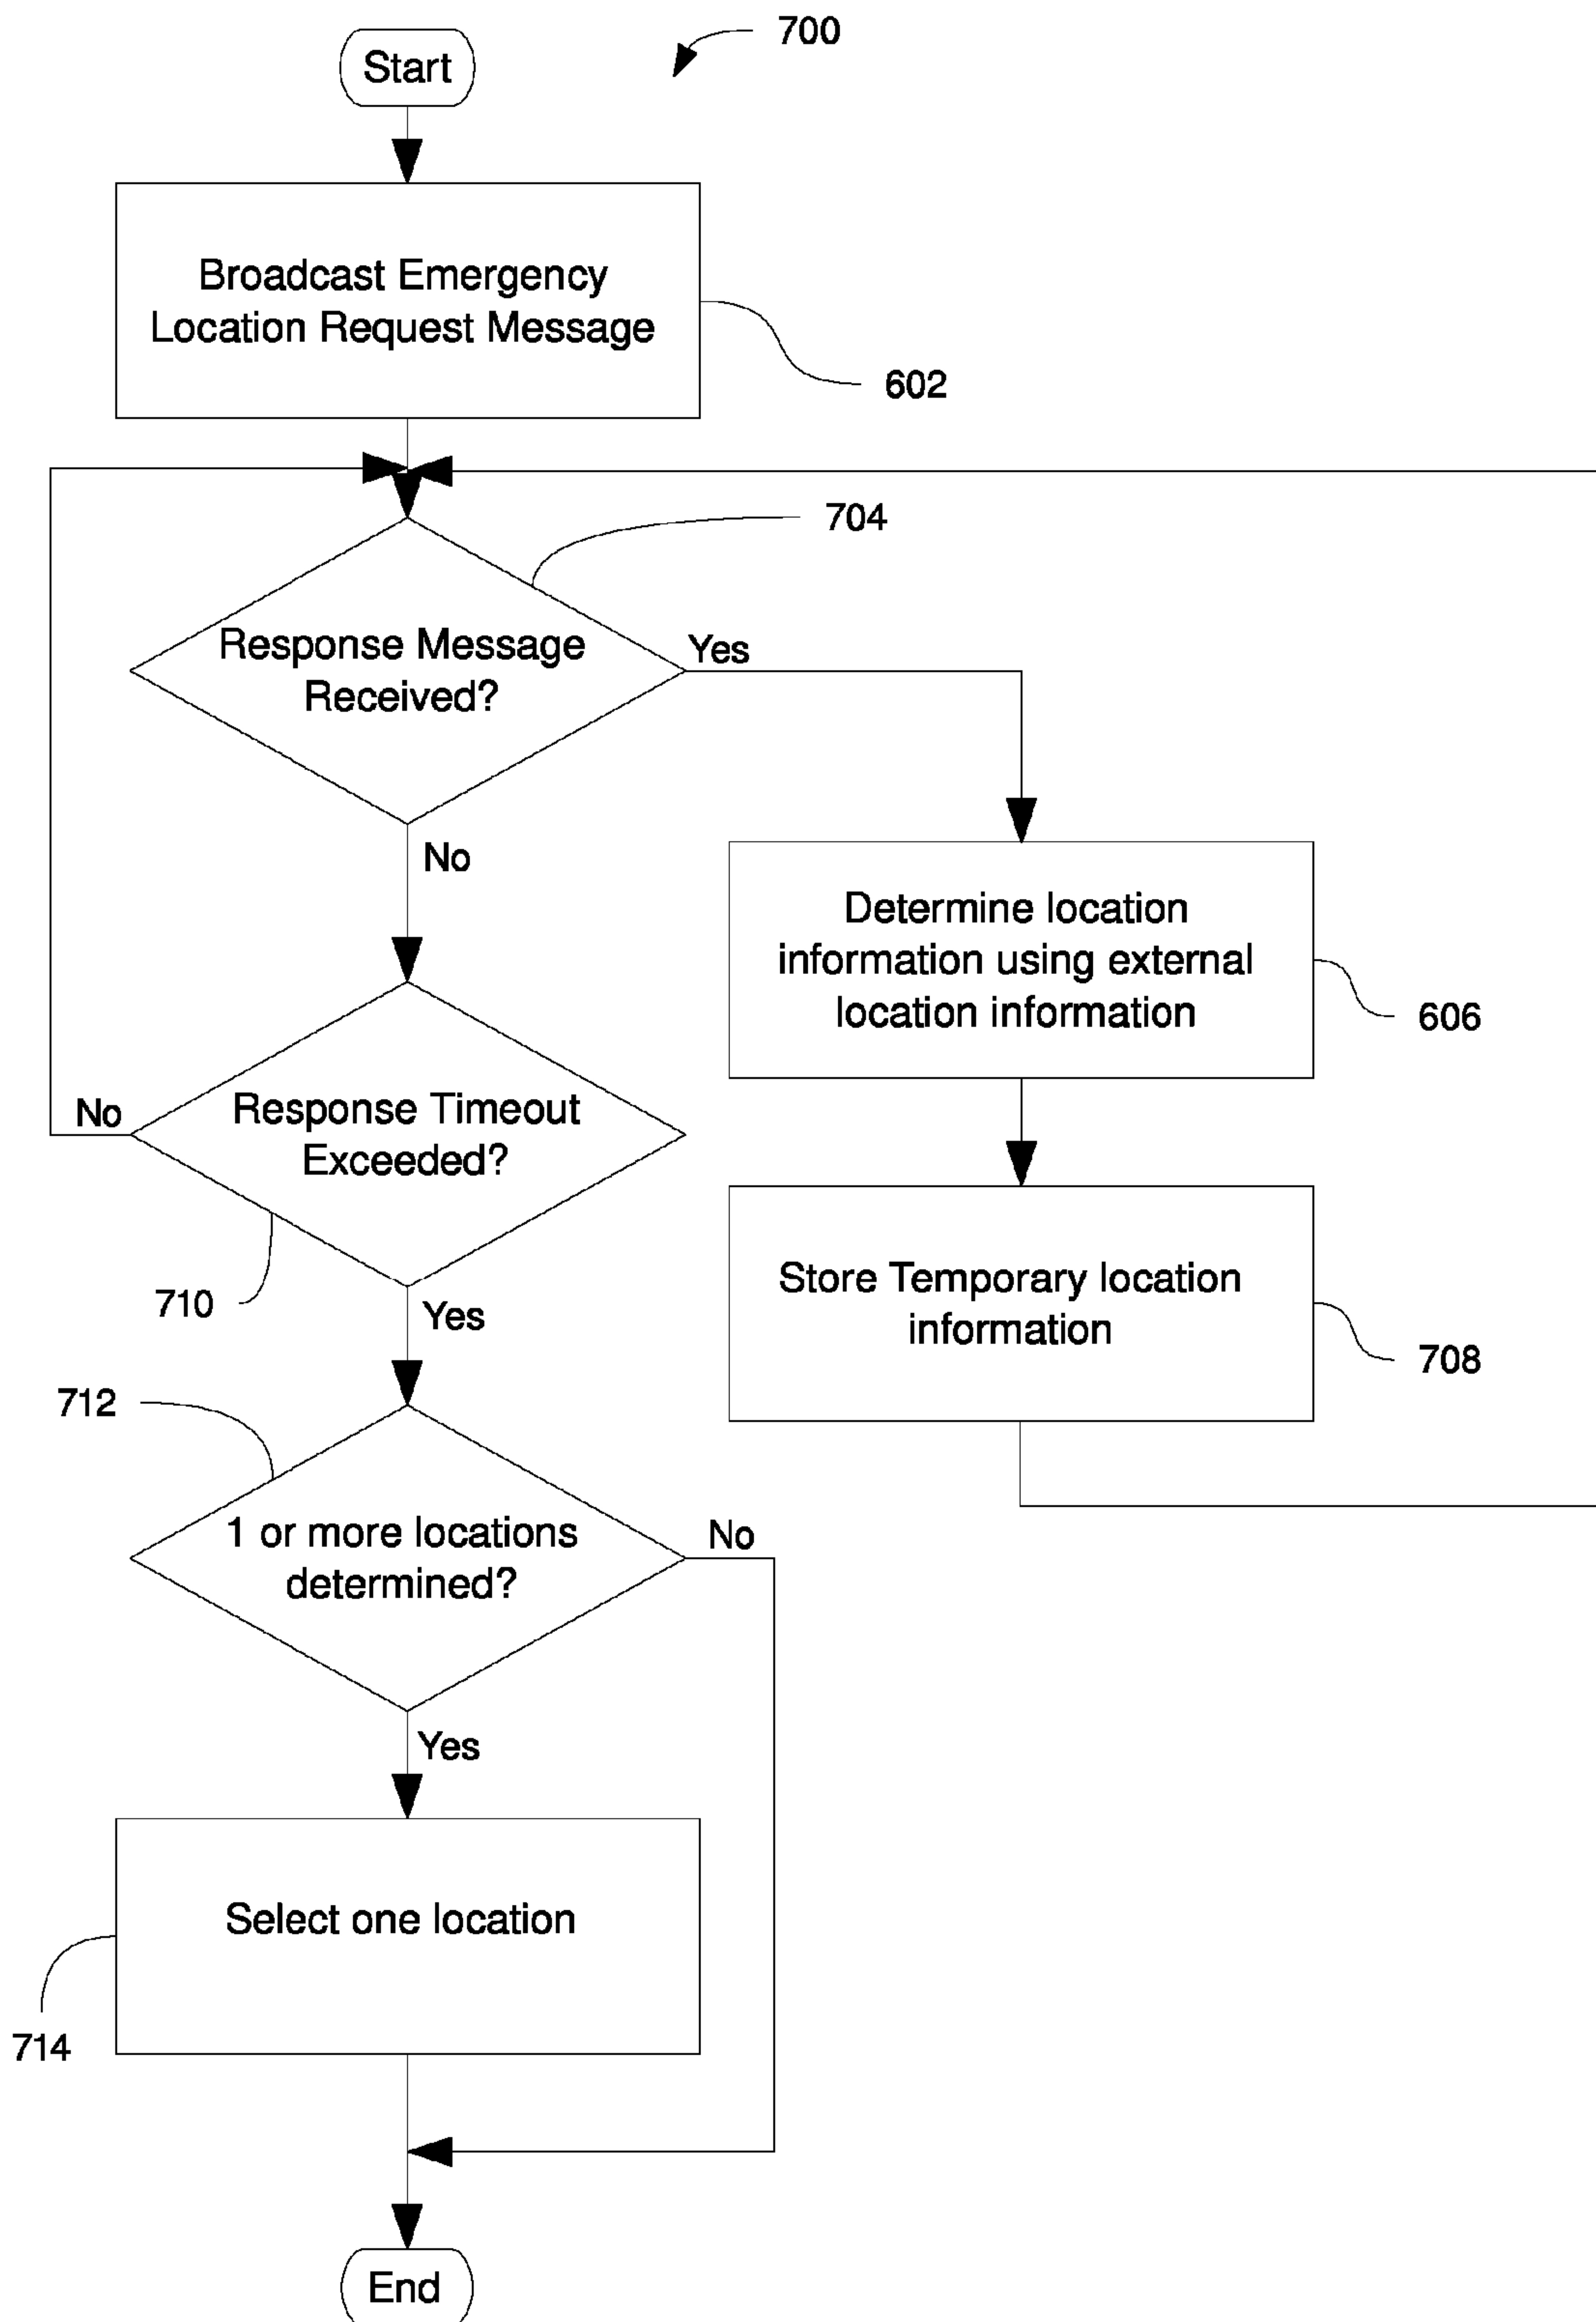 700
Start
Broadcast Emergency
Location Request Message
602
704
Response Message
Received?
Yes
No
Determine location
information using external
location information
606
Response Timeout
Exceeded?
No
710
Yes
Store Temporary location
information
708
712
1 or more locations
determined?
No
Yes
Select one location
714
End